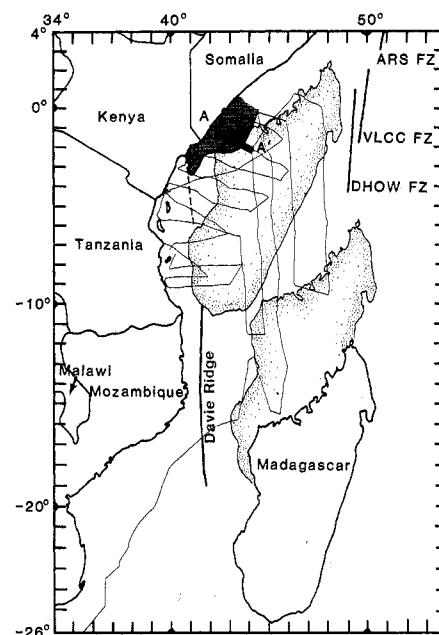 34° 40° 50°
4°
ARS FZ
Somalia
0°
A
Kenya
VLCC FZ
A'
DHOW FZ
Tanzania
-10°
Malawi
Mozambique
Davie Ridge
Madagascar
-20°
-26°